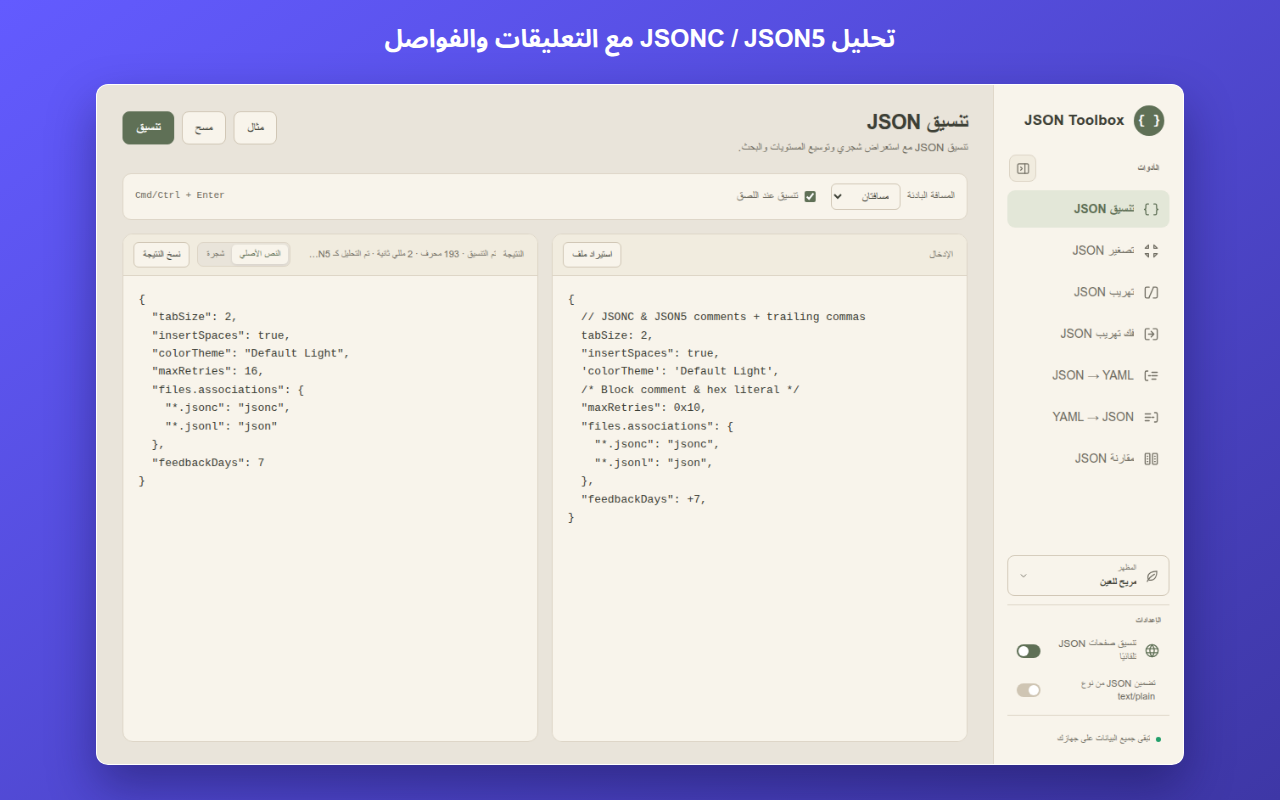 تحليل JSONC / JSON5 مع التعليقات والفواصل
JSON Toolbox
{ }
الأدوات
تنسيق JSON
تصغير JSON
تهريب JSON
فك تهريب JSON
JSON → YAML
YAML → JSON
مقارنة JSON
المظهر
مريح للعين
الإعدادات
تنسيق صفحات JSON
تلقائيًا
تضمين JSON من نوع
text/plain
تبقى جميع البيانات على جهازك
تنسيق JSON
تنسيق JSON مع استعراض شجري وتوسيع المستويات والبحث.
مثال
مسح
تنسيق
المسافة البادئة
مسافتان
تنسيق عند اللصق
Cmd/Ctrl + Enter
الإدخال
استيراد ملف
{
  // JSONC & JSON5 comments + trailing commas
  tabSize: 2,
  "insertSpaces": true,
  'colorTheme': 'Default Light',
  /* Block comment & hex literal */
  "maxRetries": 0x10,
  "files.associations": {
    "*.jsonc": "jsonc",
    "*.jsonl": "json",
  },
  "feedbackDays": +7,
}
النتيجة
تم التنسيق · 193 محرف · 2 مللي ثانية · تم التحليل كـ N5...
النص الأصلي
شجرة
نسخ النتيجة
{
  "tabSize": 2,
  "insertSpaces": true,
  "colorTheme": "Default Light",
  "maxRetries": 16,
  "files.associations": {
    "*.jsonc": "jsonc",
    "*.jsonl": "json"
  },
  "feedbackDays": 7
}